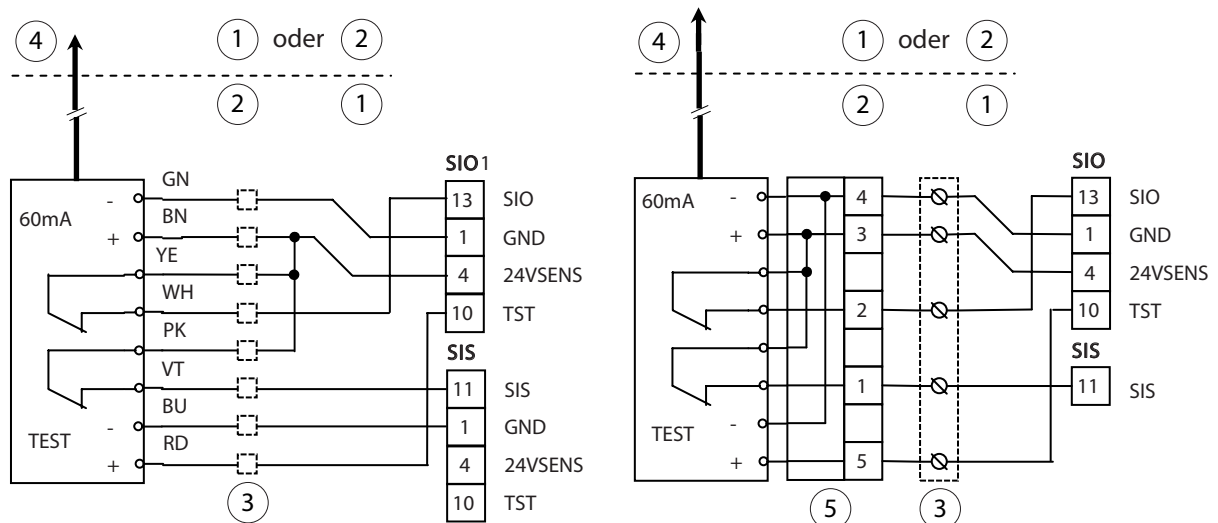 4 1 oder 2
2 1
60mA
-
+
TEST
-
+
GN
BN
YE
WH
PK
VT
BU
RD
3
SIO1
13 SIO
1 GND
4 24VSENS
10 TST
SIS
11 SIS
1 GND
4 24VSENS
10 TST
4 1 oder 2
2 1
60mA
-
+
TEST
-
+
4
3
2
1
5
5 3
SIO
13 SIO
1 GND
4 24VSENS
10 TST
SIS
11 SIS